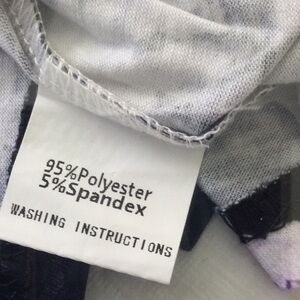 95%Polyester
5%Spandex
WASHING INSTRUCTIONS